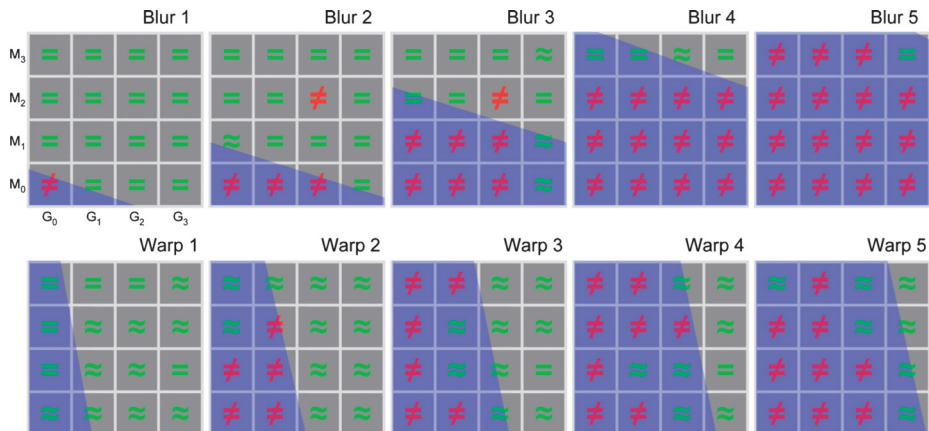 Blur 1 Blur 2 Blur 3 Blur 4 Blur 5
M₃ = = = = = = = = = = = ≈ = = ≈ = ≠ ≠ ≠ =
M₂ = = = = = = ≠ = = = ≠ = ≠ ≠ ≠ ≠ ≠ ≠ ≠ ≠
M₁ = = = = ≈ = = = ≠ ≠ ≠ ≈ ≠ ≠ ≠ ≠ ≠ ≠ ≠ ≠
M₀ ≠ = = = ≠ ≠ ≠ = ≠ ≠ ≠ ≈ ≠ ≠ ≠ ≠ ≠ ≠ ≠ ≠
G₀ G₁ G₂ G₃
Warp 1 Warp 2 Warp 3 Warp 4 Warp 5
= = = ≈ ≈ ≈ ≈ ≈ ≠ ≠ ≈ ≈ ≠ ≠ ≈ ≈ ≈ ≠ ≈ ≈
= ≈ ≈ ≈ ≈ ≠ ≈ ≈ ≠ ≈ ≈ ≈ ≠ ≠ ≠ ≈ ≠ ≠ ≈ ≈
= ≈ ≈ = ≠ ≠ ≈ ≈ ≠ ≈ ≈ = ≠ ≈ ≈ = ≠ ≠ ≠ ≈
≈ ≈ ≈ ≈ ≠ ≠ ≈ ≈ ≠ ≠ ≈ ≈ ≠ ≠ ≈ ≈ ≠ ≠ ≠ ≈